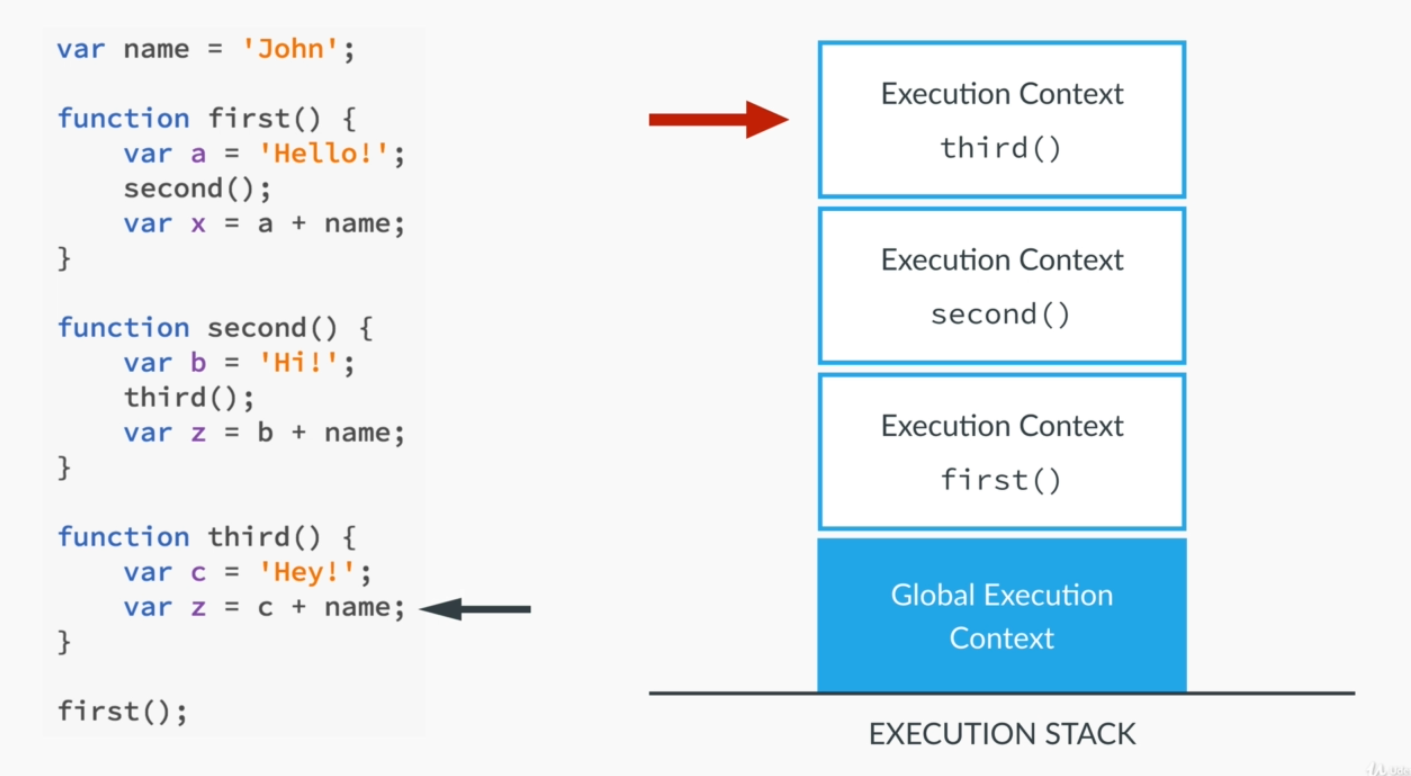 var name = 'John';
function first() {
    var a = 'Hello!';
    second();
    var x = a + name;
}
function second() {
    var b = 'Hi!';
    third();
    var z = b + name;
}
function third() {
    var c = 'Hey!';
    var z = c + name;
}
first();
Execution Context
third()
Execution Context
second()
Execution Context
first()
Global Execution
Context
EXECUTION STACK